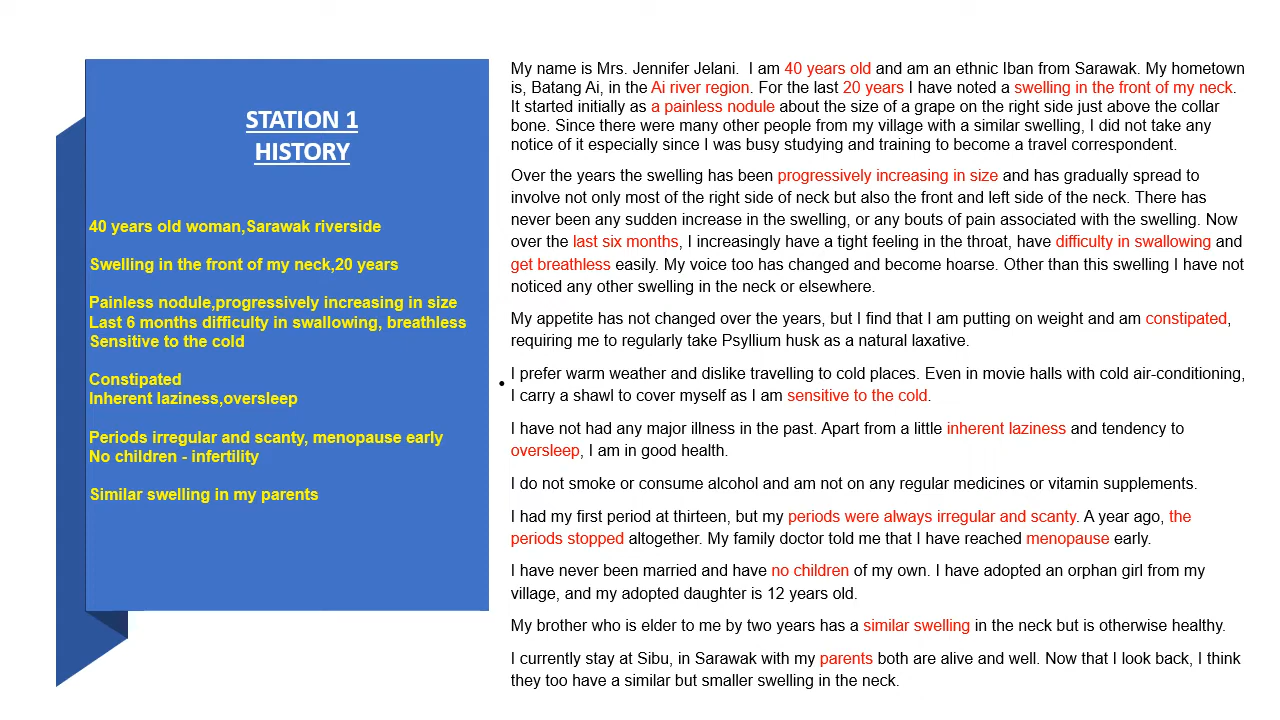 STATION 1
HISTORY
40 years old woman,Sarawak riverside
Swelling in the front of my neck,20 years
Painless nodule,progressively increasing in size
Last 6 months difficulty in swallowing, breathless
Sensitive to the cold
Constipated
Inherent laziness,oversleep
Periods irregular and scanty, menopause early
No children - infertility
Similar swelling in my parents
My name is Mrs. Jennifer Jelani.  I am 40 years old and am an ethnic Iban from Sarawak. My hometown
is, Batang Ai, in the Ai river region. For the last 20 years I have noted a swelling in the front of my neck.
It started initially as a painless nodule about the size of a grape on the right side just above the collar
bone. Since there were many other people from my village with a similar swelling, I did not take any
notice of it especially since I was busy studying and training to become a travel correspondent.
Over the years the swelling has been progressively increasing in size and has gradually spread to
involve not only most of the right side of neck but also the front and left side of the neck. There has
never been any sudden increase in the swelling, or any bouts of pain associated with the swelling. Now
over the last six months, I increasingly have a tight feeling in the throat, have difficulty in swallowing and
get breathless easily. My voice too has changed and become hoarse. Other than this swelling I have not
noticed any other swelling in the neck or elsewhere.
My appetite has not changed over the years, but I find that I am putting on weight and am constipated,
requiring me to regularly take Psyllium husk as a natural laxative.
• I prefer warm weather and dislike travelling to cold places. Even in movie halls with cold air-conditioning,
I carry a shawl to cover myself as I am sensitive to the cold.
I have not had any major illness in the past. Apart from a little inherent laziness and tendency to
oversleep, I am in good health.
I do not smoke or consume alcohol and am not on any regular medicines or vitamin supplements.
I had my first period at thirteen, but my periods were always irregular and scanty. A year ago, the
periods stopped altogether. My family doctor told me that I have reached menopause early.
I have never been married and have no children of my own. I have adopted an orphan girl from my
village, and my adopted daughter is 12 years old.
My brother who is elder to me by two years has a similar swelling in the neck but is otherwise healthy.
I currently stay at Sibu, in Sarawak with my parents both are alive and well. Now that I look back, I think
they too have a similar but smaller swelling in the neck.